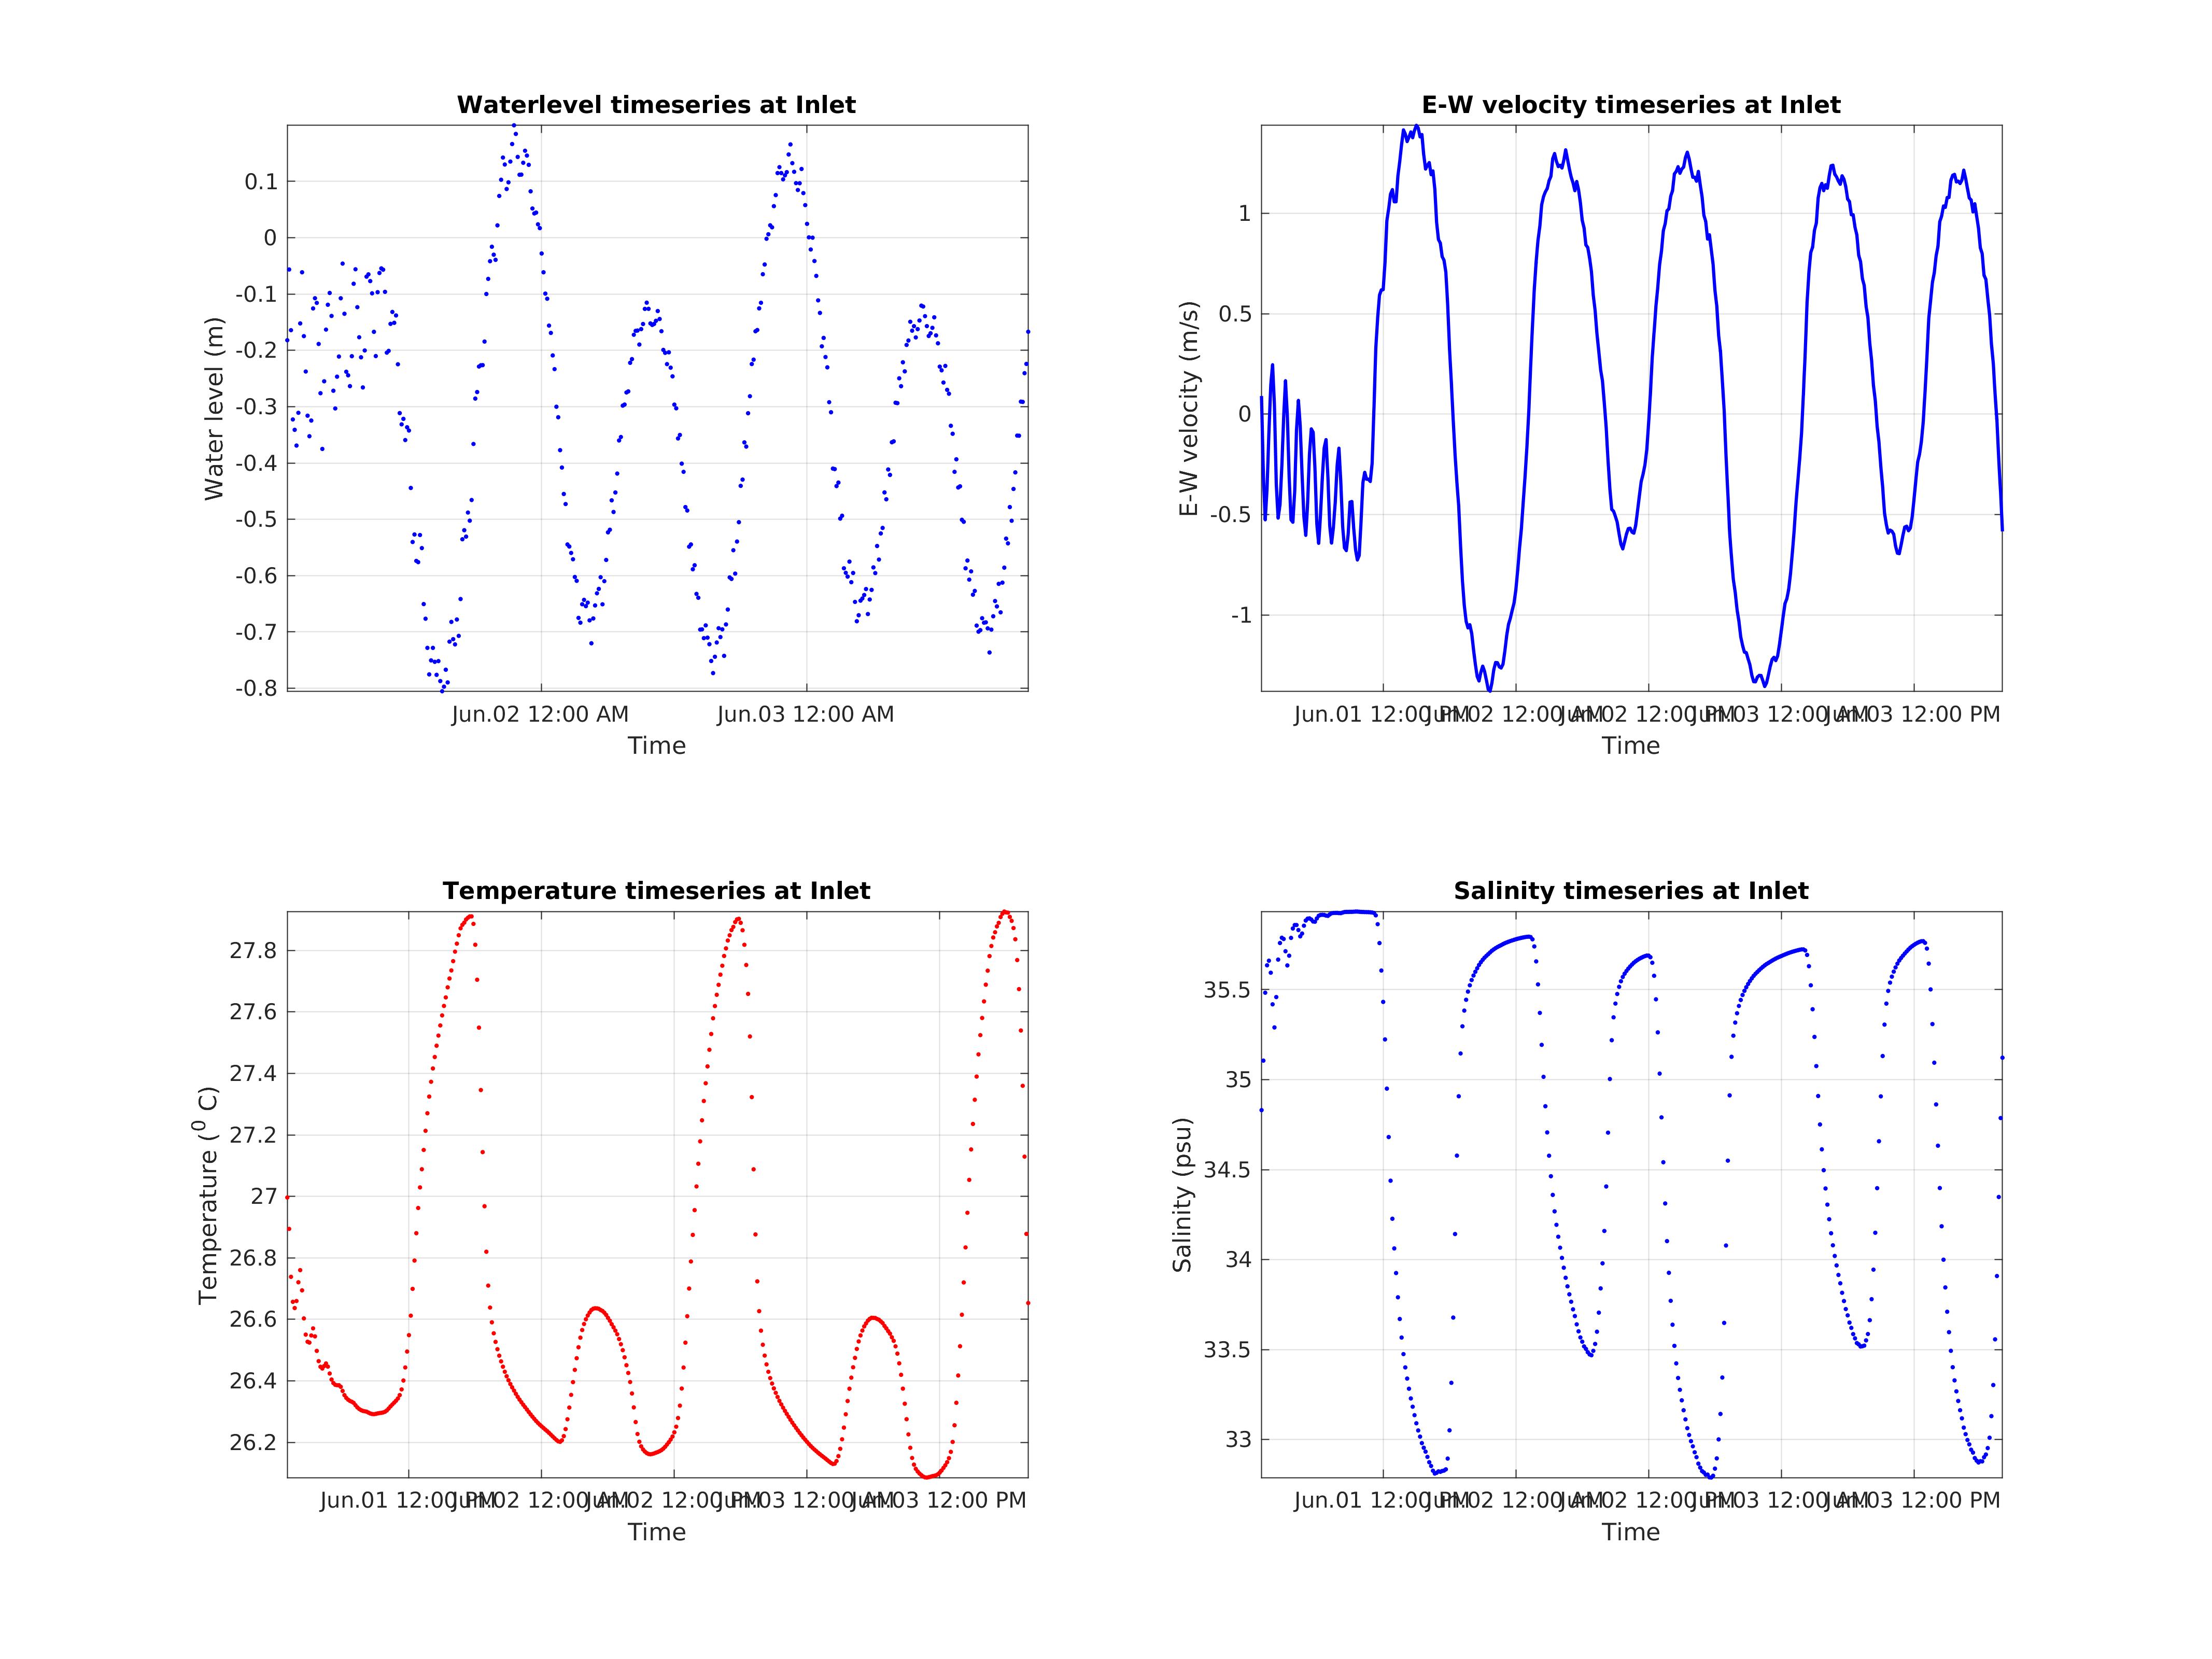 Waterlevel timeseries at Inlet
Water level (m)
0.1
0
-0.1
-0.2
-0.3
-0.4
-0.5
-0.6
-0.7
-0.8
Jun.02 12:00 AM Jun.03 12:00 AM
Time
E-W velocity timeseries at Inlet
E-W velocity (m/s)
1
0.5
0
-0.5
-1
Jun.01 12:00 PM Jun.02 12:00 AM Jun.02 12:00 PM Jun.03 12:00 AM Jun.03 12:00 PM
Time
Temperature timeseries at Inlet
Temperature (⁰ C)
27.8
27.6
27.4
27.2
27
26.8
26.6
26.4
26.2
Jun.01 12:00 PM Jun.02 12:00 AM Jun.02 12:00 PM Jun.03 12:00 AM Jun.03 12:00 PM
Time
Salinity timeseries at Inlet
Salinity (psu)
35.5
35
34.5
34
33.5
33
Jun.01 12:00 PM Jun.02 12:00 AM Jun.02 12:00 PM Jun.03 12:00 AM Jun.03 12:00 PM
Time